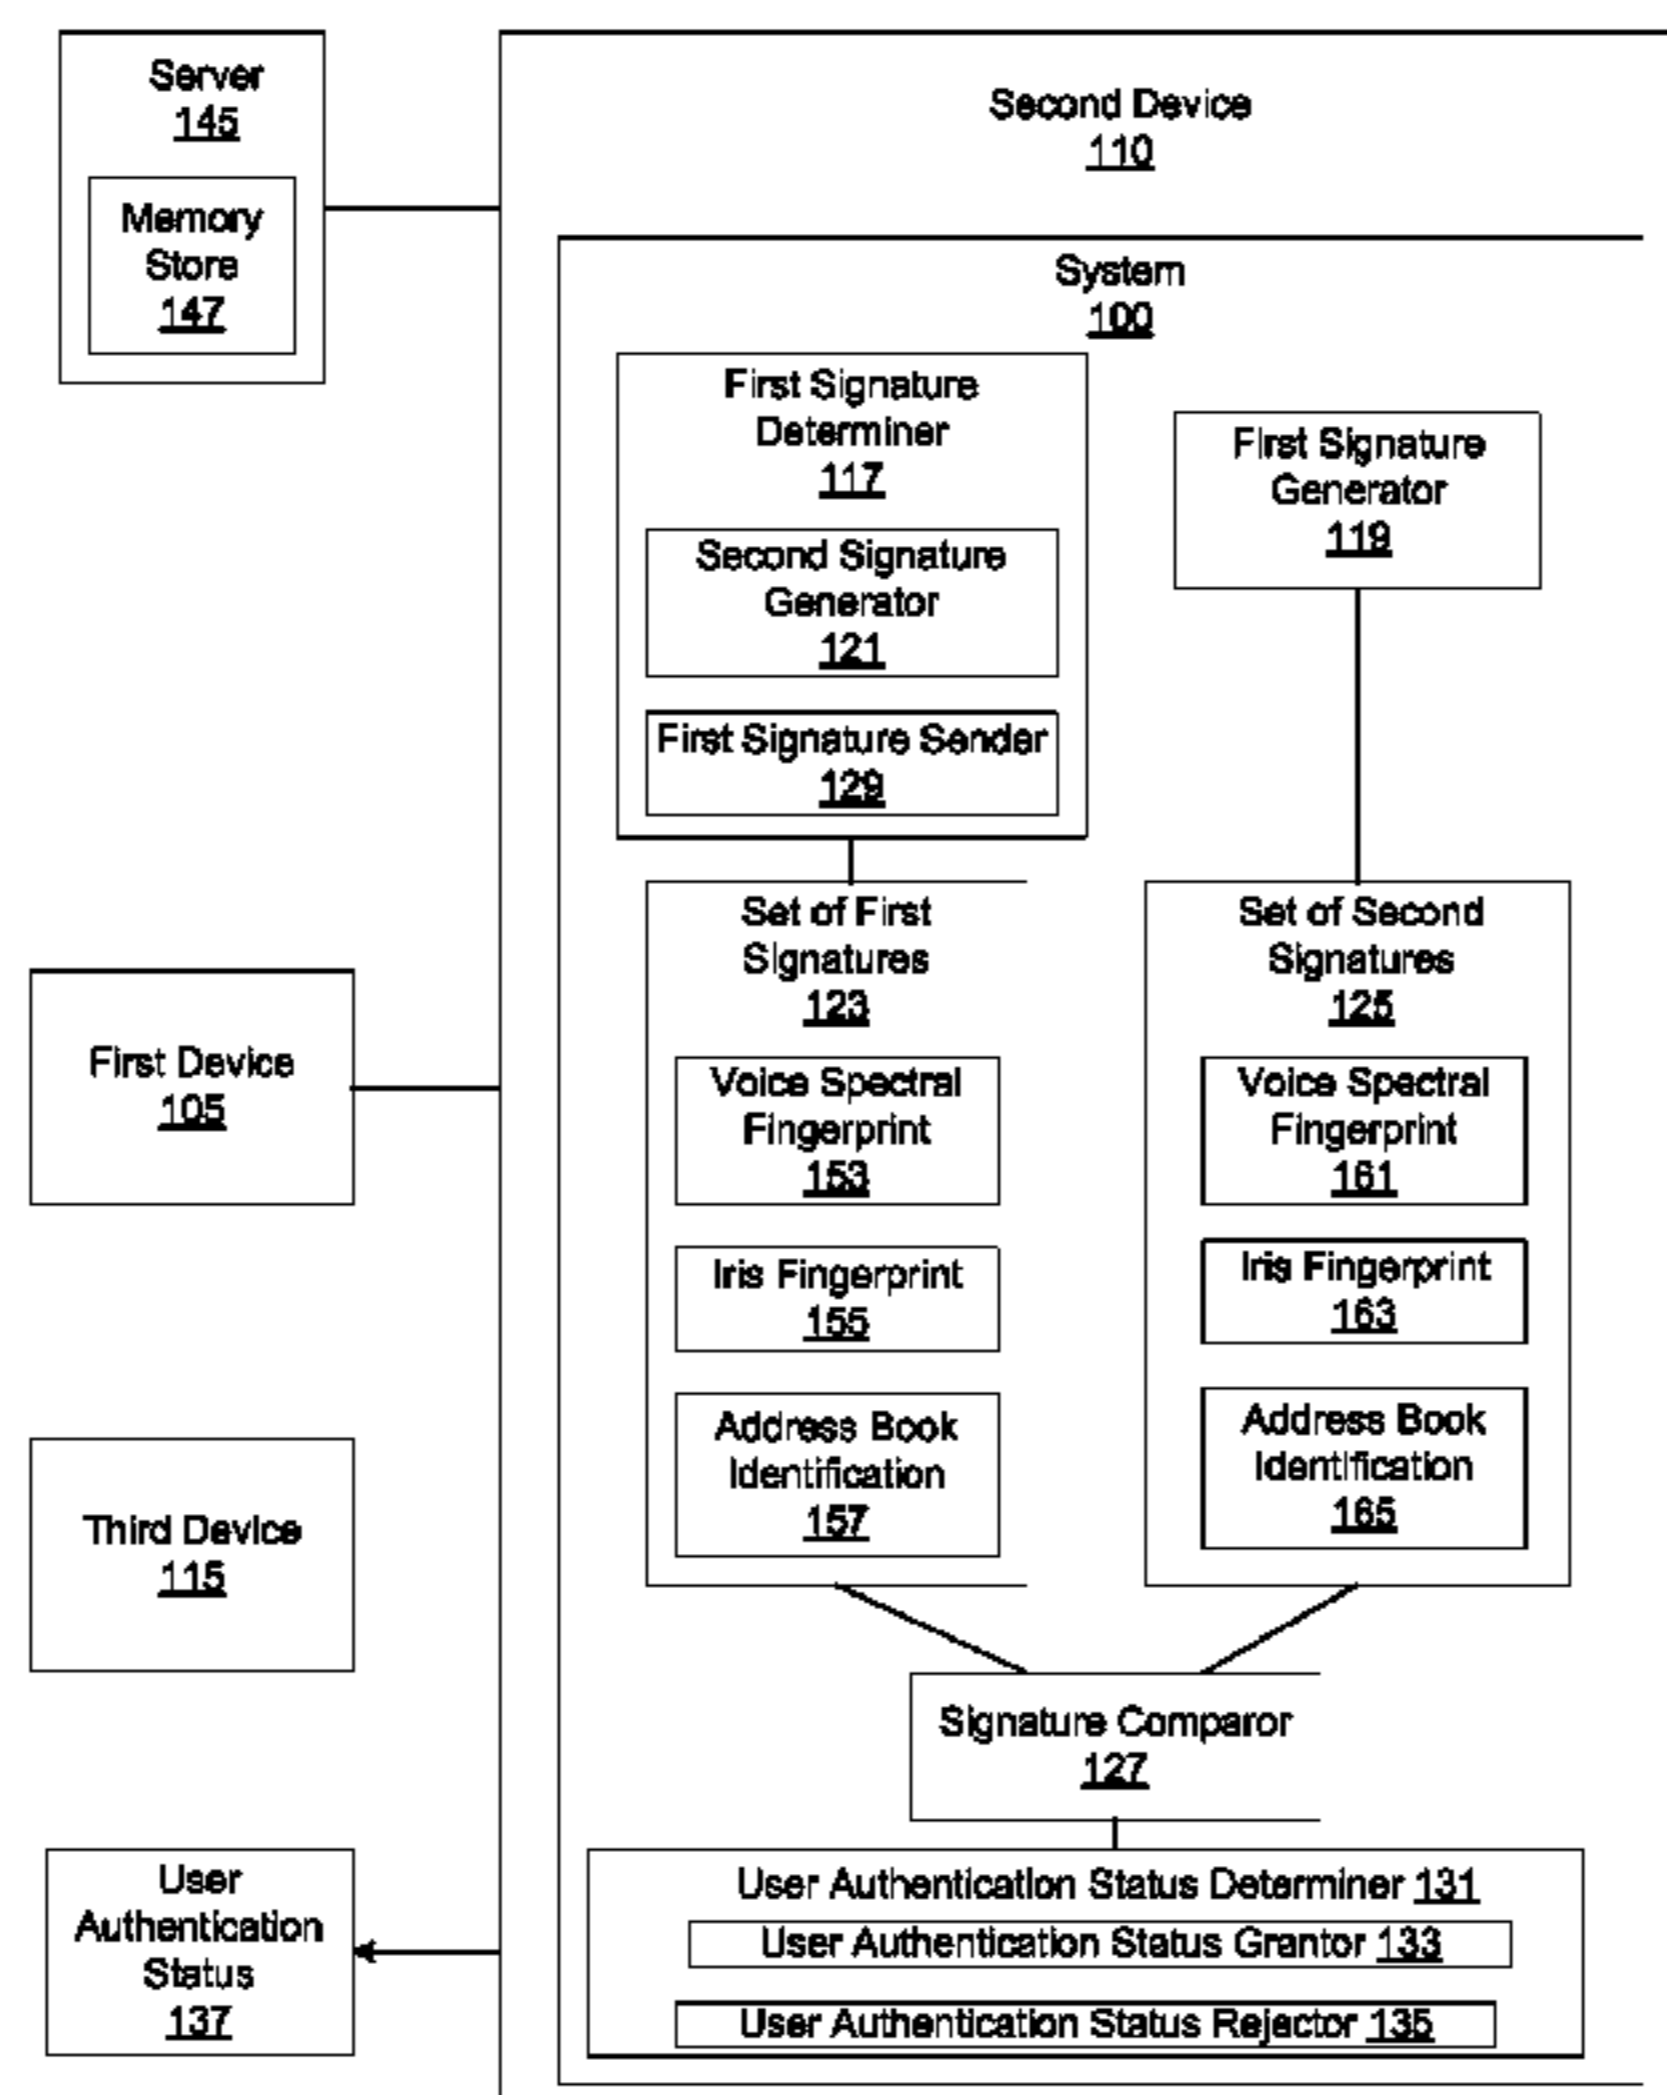 Server
145
Memory
Store
147
Second Device
110
System
100
First Signature
Determiner
117
Second Signature
Generator
121
First Signature Sender
129
First Signature
Generator
119
Set of First
Signatures
123
Voice Spectral
Fingerprint
153
Iris Fingerprint
155
Address Book
Identification
157
Set of Second
Signatures
125
Voice Spectral
Fingerprint
161
Iris Fingerprint
163
Address Book
Identification
165
First Device
105
Third Device
115
Signature Comparor
127
User Authentication Status Determiner 131
User Authentication Status Grantor 133
User Authentication Status Rejector 135
User
Authentication
Status
137